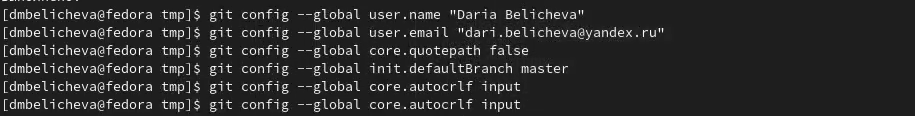 [dmbelicheva@fedora tmp]$ git config --global user.name "Daria Belicheva"
[dmbelicheva@fedora tmp]$ git config --global user.email "dari.belicheva@yandex.ru"
[dmbelicheva@fedora tmp]$ git config --global core.quotepath false
[dmbelicheva@fedora tmp]$ git config --global init.defaultBranch master
[dmbelicheva@fedora tmp]$ git config --global core.autocrlf input
[dmbelicheva@fedora tmp]$ git config --global core.autocrlf input